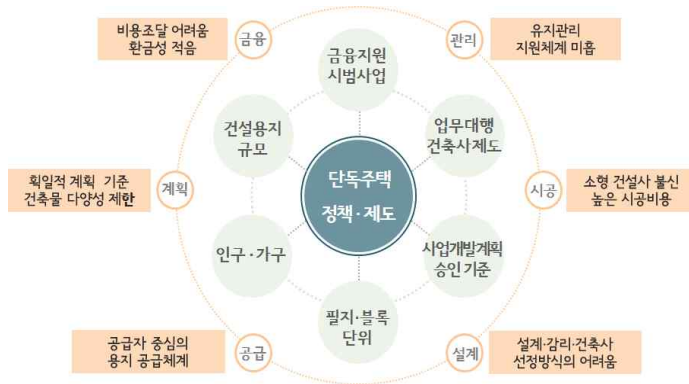 비용조달 어려움
환금성 적음
금융
관리
유지관리
지원체계 미흡
금융지원
시범사업
건설용지
규모
업무대행
건축사제도
획일적 계획 기준
건축물 다양성 제한
계획
단독주택
정책·제도
시공
소형 건설사 불신
높은 시공비용
인구·가구
사업개발계획
승인 기준
필지·블록
단위
공급자 중심의
용지 공급체계
공급
설계
설계·감리·건축사
선정방식의 어려움